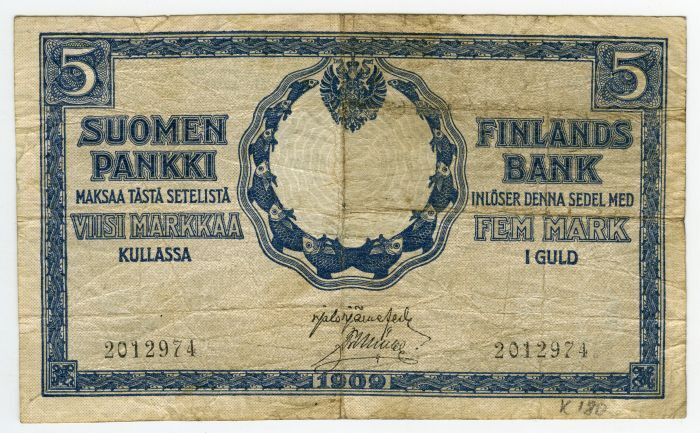 5 5
SUOMEN
PANKKI
MAKSAA TÄSTÄ SETELISTÄ
VIISI MARKKAA
KULLASSA
FINLANDS
BANK
INLÖSER DENNA SEDEL MED
FEM MARK
I GULD
2012974 2012974
1909
K 180